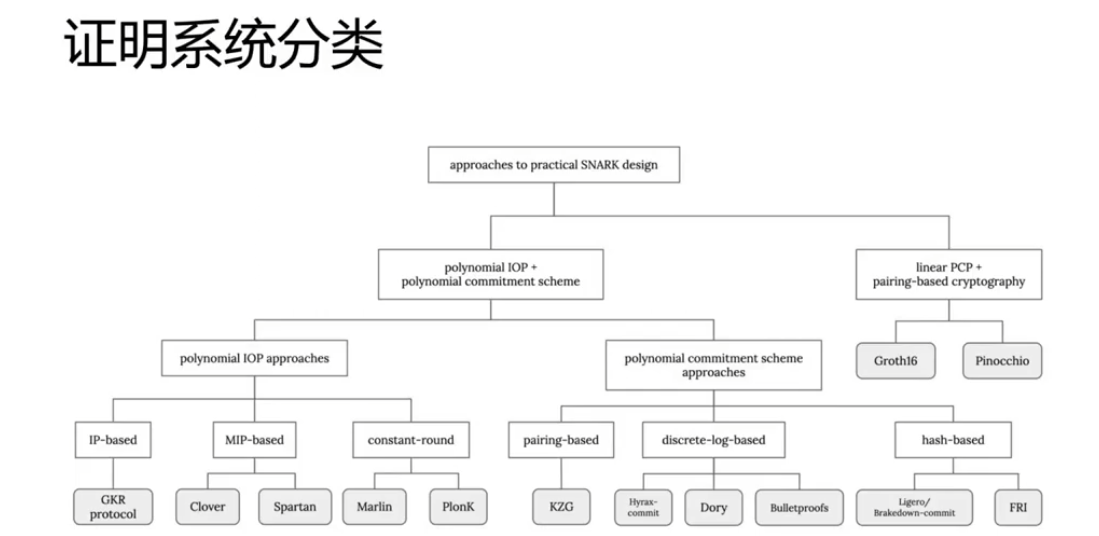 证明系统分类
approaches to practical SNARK design
polynomial IOP +
polynomial commitment scheme
linear PCP +
pairing-based cryptography
polynomial IOP approaches
polynomial commitment scheme
approaches
Groth16
Pinocchio
IP-based
MIP-based
constant-round
pairing-based
discrete-log-based
hash-based
GKR
protocol
Clover
Spartan
Marlin
PlonK
KZG
Hyrax-
commit
Dory
Bulletproofs
Ligero/
Brakedown-commit
FRI